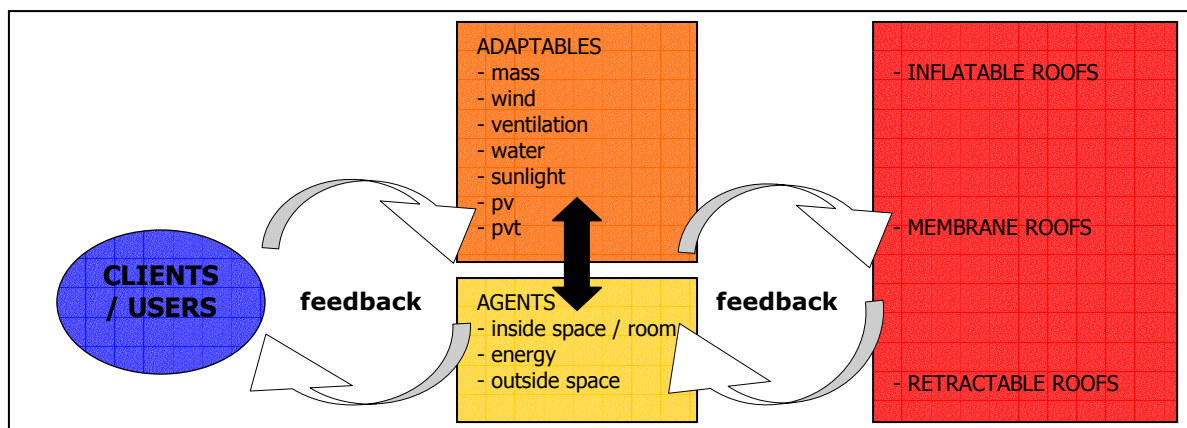 CLIENTS
/ USERS
feedback
ADAPTABLES
- mass
- wind
- ventilation
- water
- sunlight
- pv
- pvt
AGENTS
- inside space / room
- energy
- outside space
feedback
- INFLATABLE ROOFS
- MEMBRANE ROOFS
- RETRACTABLE ROOFS